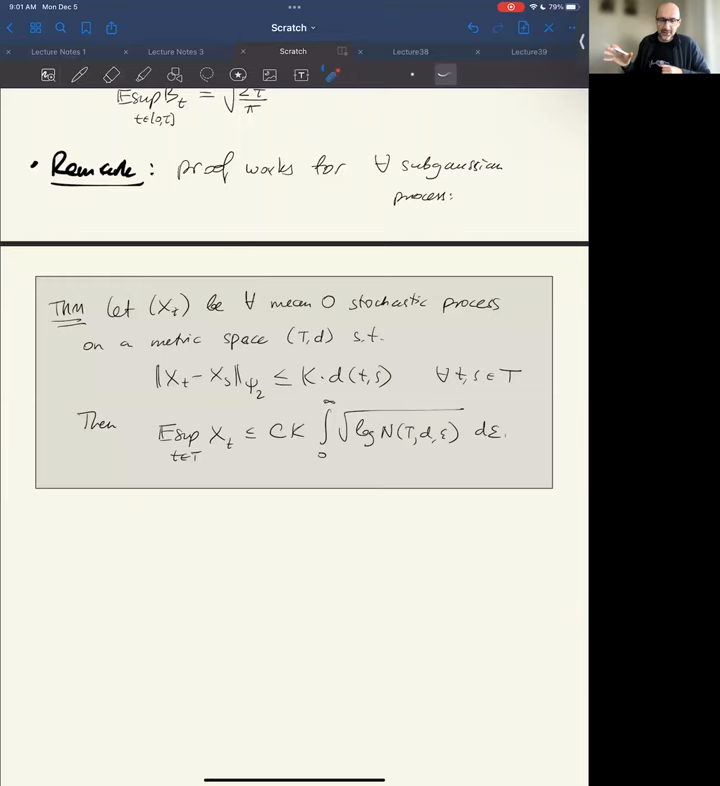 9:01 AM Mon Dec 5
79%
Scratch
Lecture Notes 1
Lecture Notes 3
Scratch
Lecture38
Lecture39
E sup B_t = √(2τ/π)
t∈[0,τ]
• Remark: proof works for ∀ subgaussian
process:
THM Let (X_t) be ∀ mean 0 stochastic process
on a metric space (T,d) s.t.
‖X_t − X_s‖_ψ₂ ≤ K·d(t,s) ∀ t,s ∈ T
Then E sup_{t∈T} X_t ≤ CK ∫_0^∞ √(log N(T,d,ε)) dε.